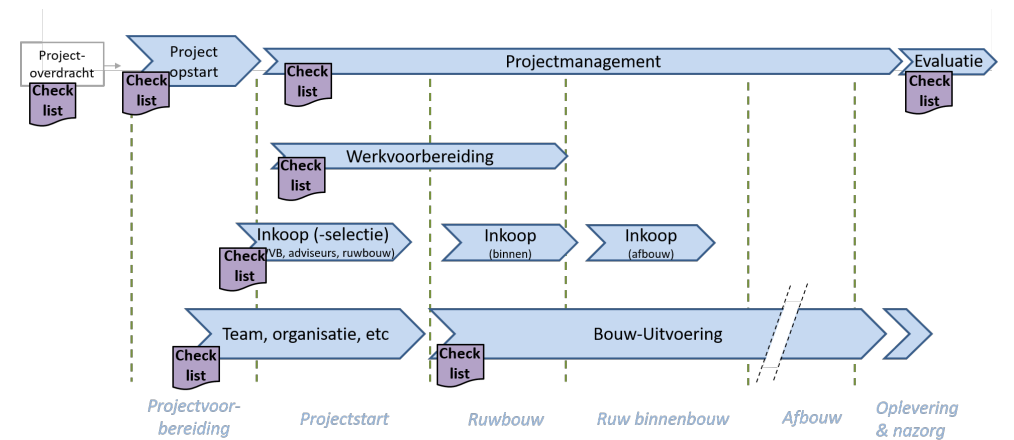 Project-
overdracht
Check
list
Project
opstart
Check
list
Projectmanagement
Check
list
Evaluatie
Check
list
Werkvoorbereiding
Check
list
Inkoop (-selectie)
VB, adviseurs, ruwbouw)
Check
list
Inkoop
(binnen)
Inkoop
(afbouw)
Team, organisatie, etc
Check
list
Bouw-Uitvoering
Check
list
Projectvoor-
bereiding
Projectstart
Ruwbouw
Ruw binnenbouw
Afbouw
Oplevering
& nazorg